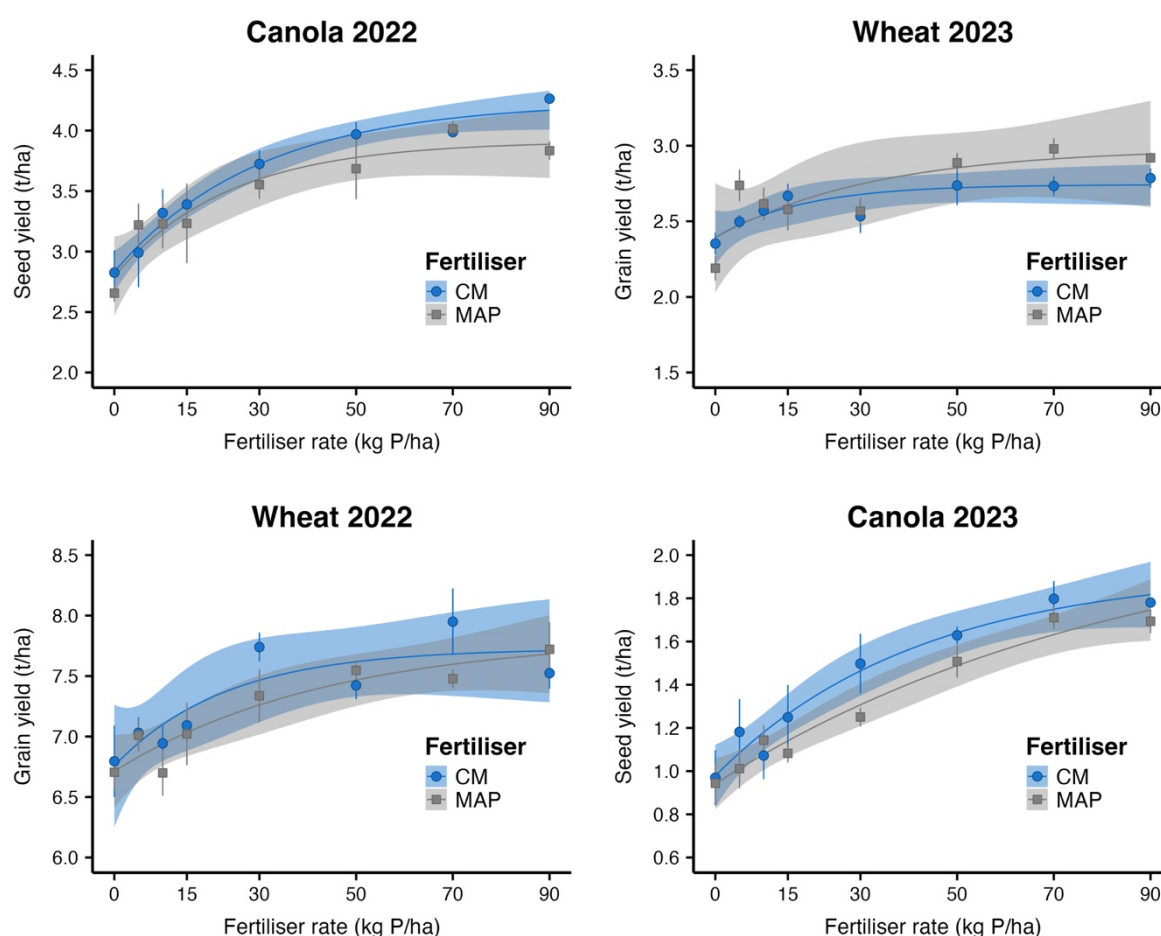 Canola 2022
4.5
4.0
3.5
3.0
2.5
2.0
Seed yield (t/ha)
Fertiliser
CM
MAP
0 15 30 50 70 90
Fertiliser rate (kg P/ha)
Wheat 2023
3.5
3.0
2.5
2.0
1.5
Grain yield (t/ha)
Fertiliser
CM
MAP
0 15 30 50 70 90
Fertiliser rate (kg P/ha)
Wheat 2022
8.5
8.0
7.5
7.0
6.5
6.0
Grain yield (t/ha)
Fertiliser
CM
MAP
0 15 30 50 70 90
Fertiliser rate (kg P/ha)
Canola 2023
2.0
1.8
1.6
1.4
1.2
1.0
0.8
0.6
Seed yield (t/ha)
Fertiliser
CM
MAP
0 15 30 50 70 90
Fertiliser rate (kg P/ha)